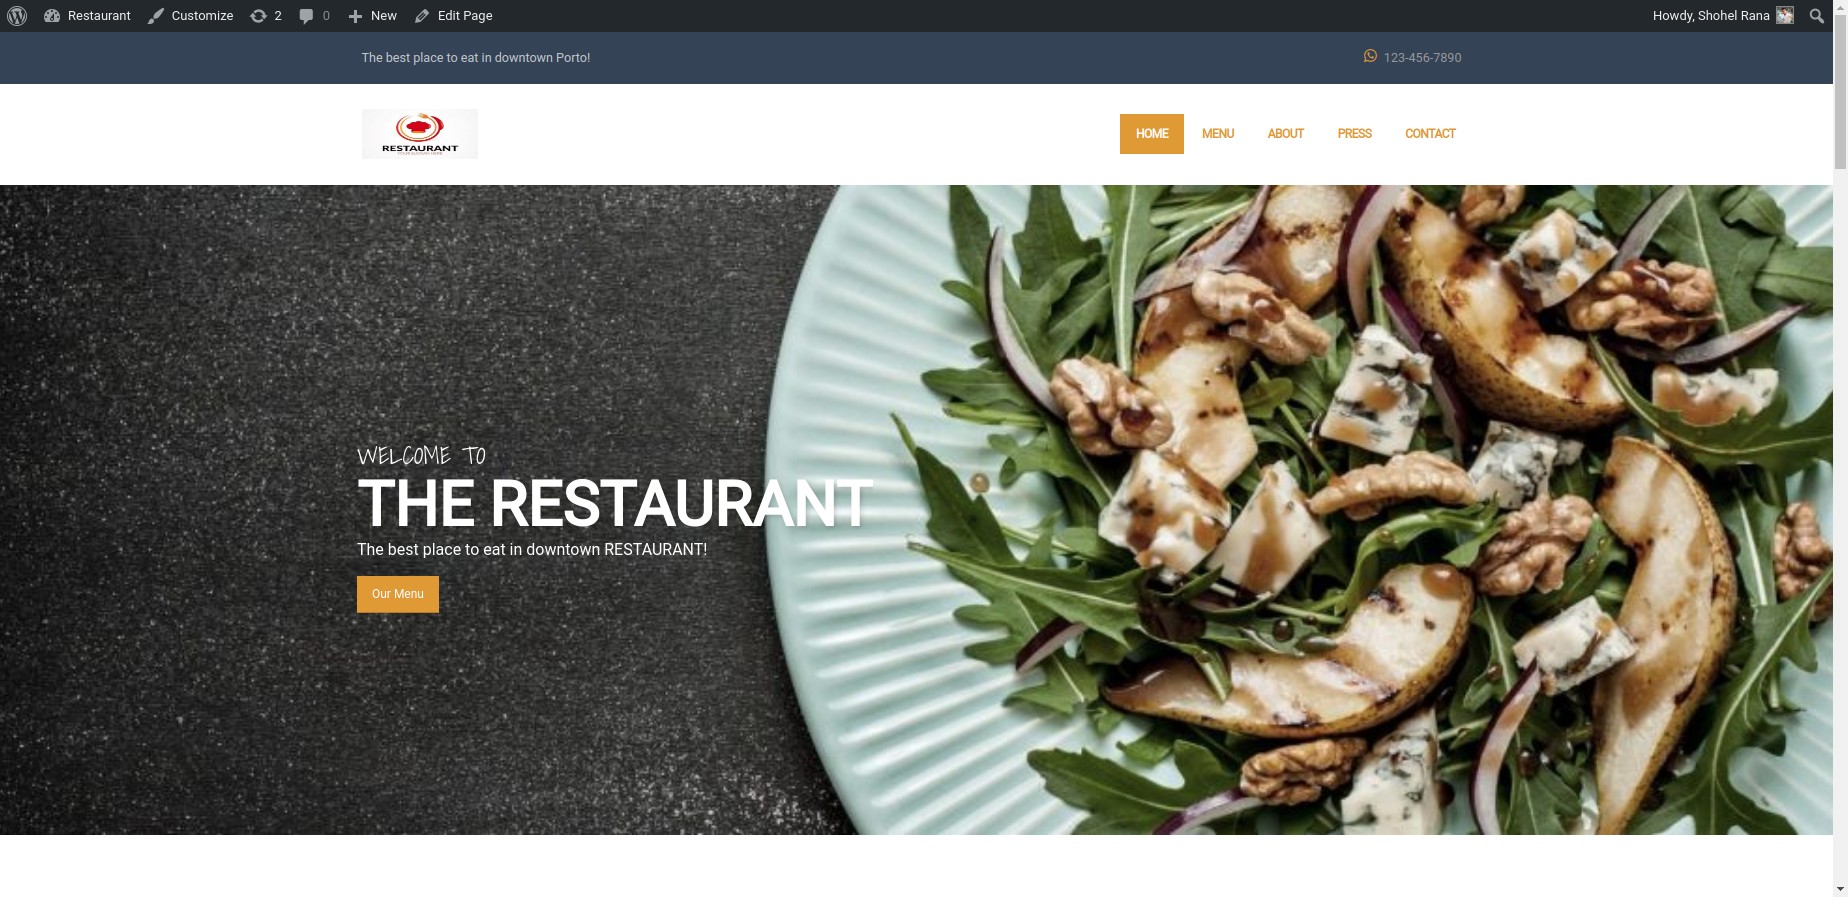 Restaurant Customize 2 0 New Edit Page Howdy, Shohel Rana
The best place to eat in downtown Porto! 123-456-7890
RESTAURANT
HOME MENU ABOUT PRESS CONTACT
WELCOME TO
THE RESTAURANT
The best place to eat in downtown RESTAURANT!
Our Menu